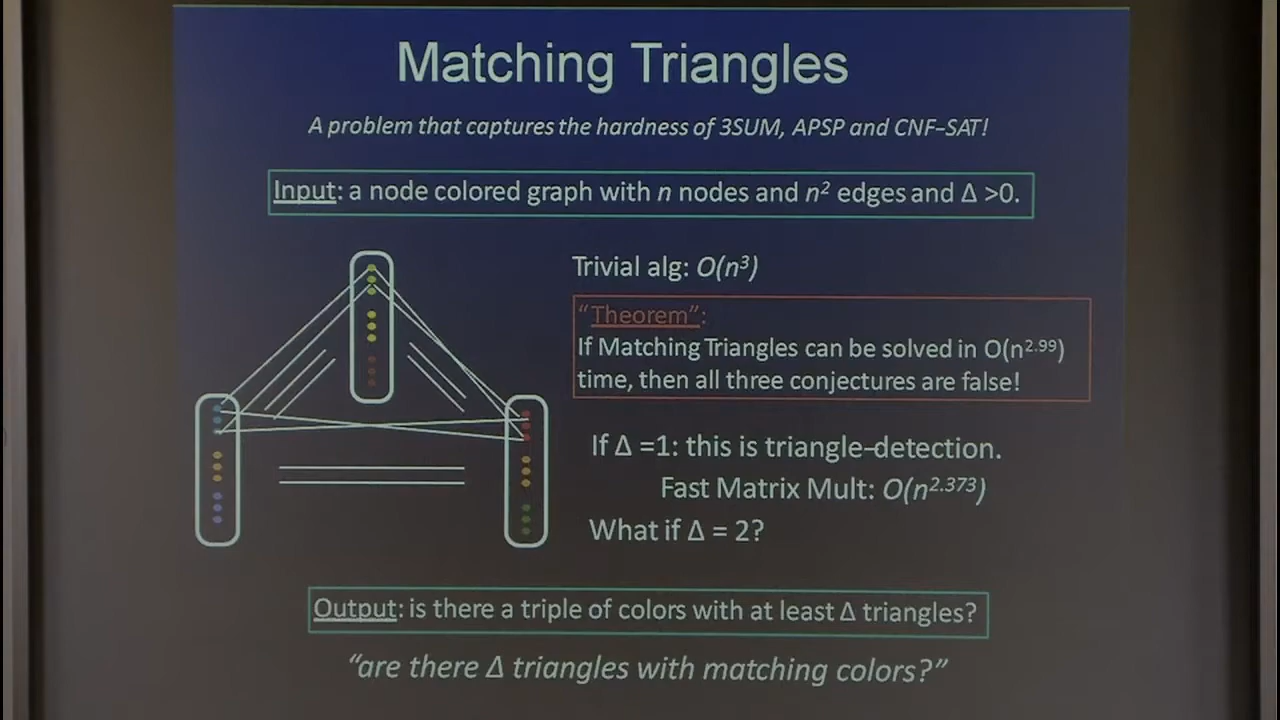 Matching Triangles
A problem that captures the hardness of 3SUM, APSP and CNF-SAT!
Input: a node colored graph with n nodes and n² edges and Δ >0.
Trivial alg: O(n³)
“Theorem”:
If Matching Triangles can be solved in O(n²·⁹⁹)
time, then all three conjectures are false!
If Δ =1: this is triangle-detection.
Fast Matrix Mult: O(n²·³⁷³)
What if Δ = 2?
Output: is there a triple of colors with at least Δ triangles?
“are there Δ triangles with matching colors?”